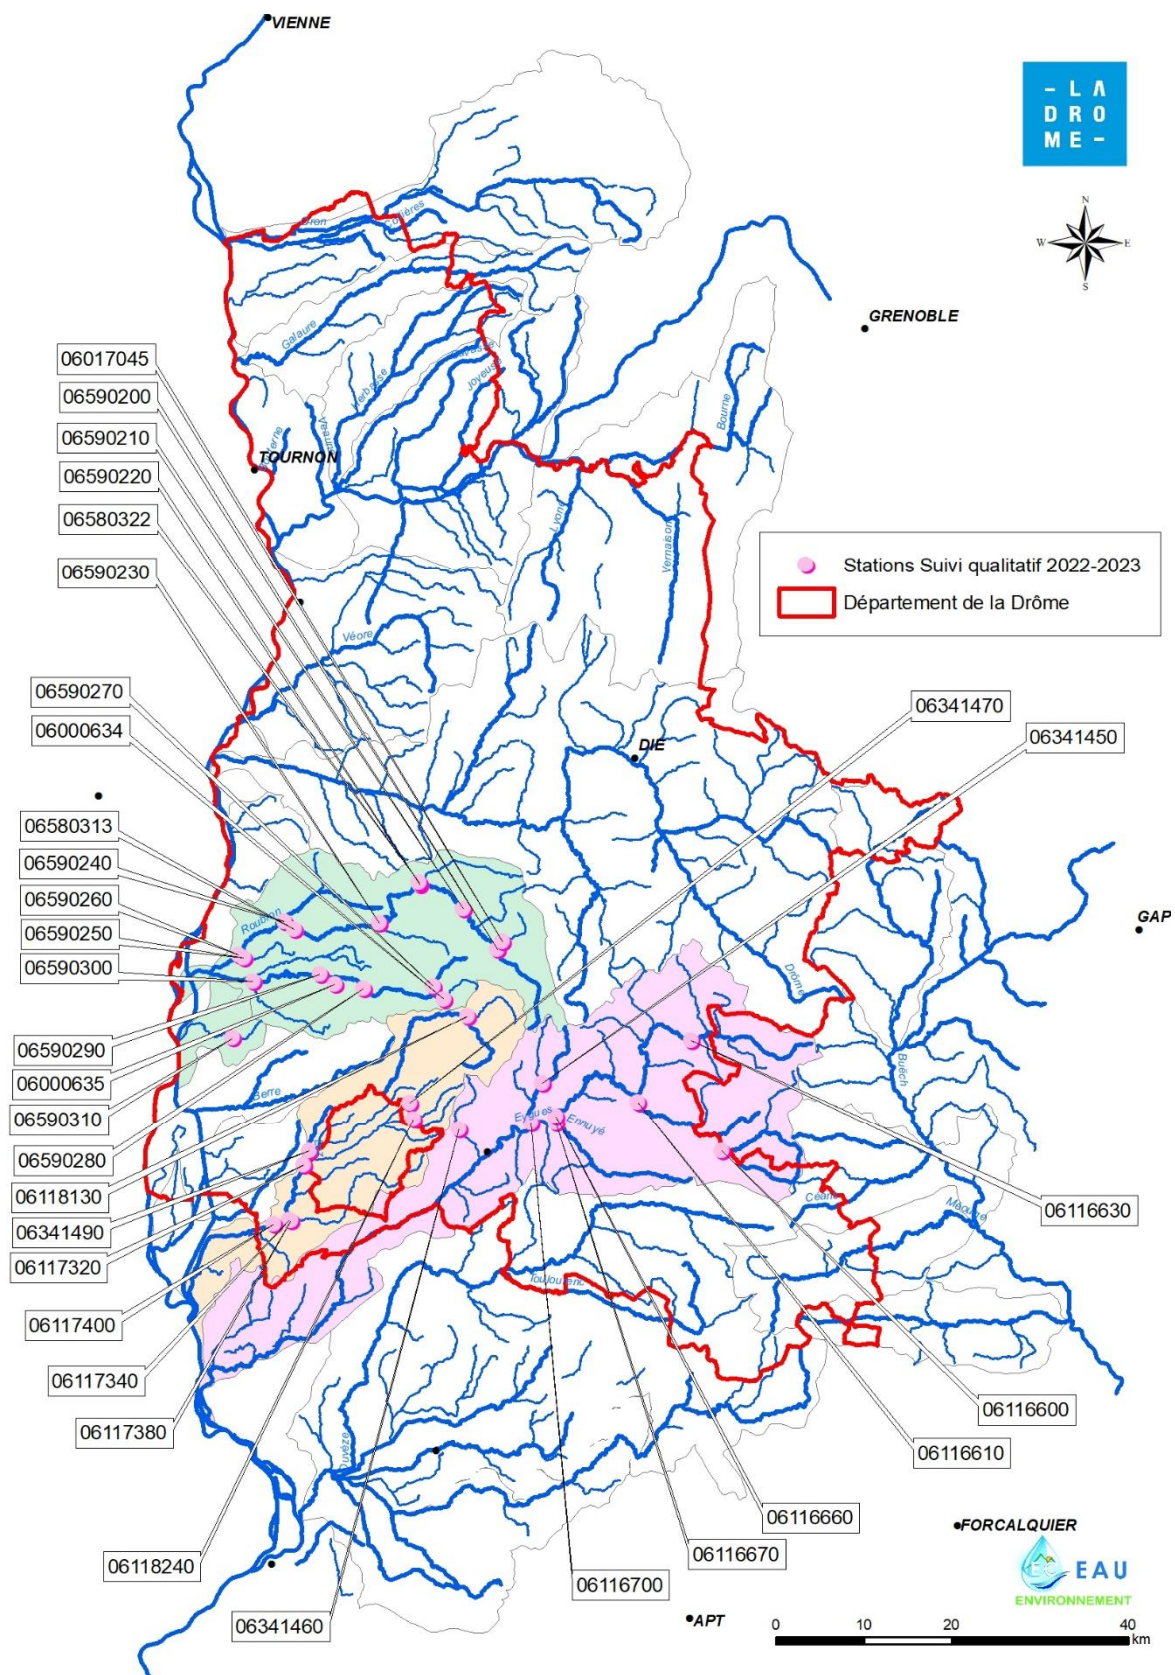 VIENNE
- L A
D R O
M E -
N
W
E
S
GRENOBLE
Galaure
Herbasse
Joyeuse
Bourne
06017045
06590200
06590210
06590220
06580322
06590230
TOURNON
Lyonne
Vernaison
Stations Suivi qualitatif 2022-2023
Département de la Drôme
Véore
06590270
06000634
06341470
06341450
DIE
06580313
06590240
06590260
06590250
06590300
Roubion
GAP
Drôme
06590290
06000635
06590310
06590280
06118130
06341490
06117320
06117400
06117340
06117380
Berre
Eygues
Ennuyé
Buëch
Céans
Méouge
06116630
Toulourenc
06116600
06116610
Ouvèze
06116660
06116670
06118240
06116700
06341460
FORCALQUIER
EAU
ENVIRONNEMENT
APT
0 10 20 40
km